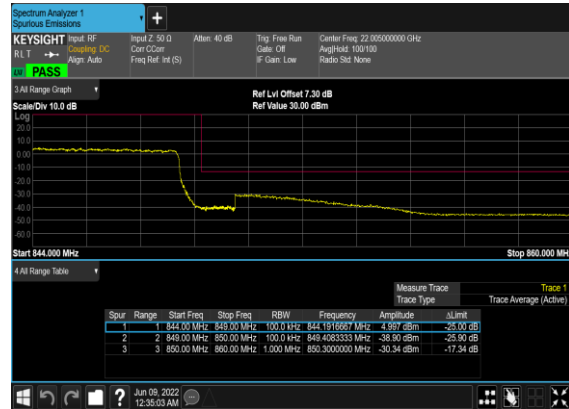 Spectrum Analyzer 1
Spurious Emissions
+
KEYSIGHT Input: RF Input Z: 50 Ω Atten: 40 dB Trig: Free Run Center Freq: 22.005000000 GHz
RLT Coupling: DC Corr CCorr Gate: Off Avg|Hold: 100/100
Align: Auto Freq Ref: Int (S) IF Gain: Low Radio Std: None
LW PASS
3 All Range Graph
Ref Lvl Offset 7.30 dB
Scale/Div 10.0 dB Ref Value 30.00 dBm
Log
20.0
10.0
0.00
-10.0
-20.0
-30.0
-40.0
-50.0
-60.0
Start 844.000 MHz Stop 860.000 MH
4 All Range Table
Measure Trace Trace 1
Trace Type Trace Average (Active)
Spur Range Start Freq Stop Freq RBW Frequency Amplitude ΔLimit
1 1 844.00 MHz 849.00 MHz 100.0 kHz 844.1916667 MHz 4.997 dBm -25.00 dB
2 2 849.00 MHz 850.00 MHz 100.0 kHz 849.4083333 MHz -38.90 dBm -25.90 dB
3 3 850.00 MHz 860.00 MHz 1.000 MHz 850.3000000 MHz -30.34 dBm -17.34 dB
? Jun 09, 2022
12:35:03 AM